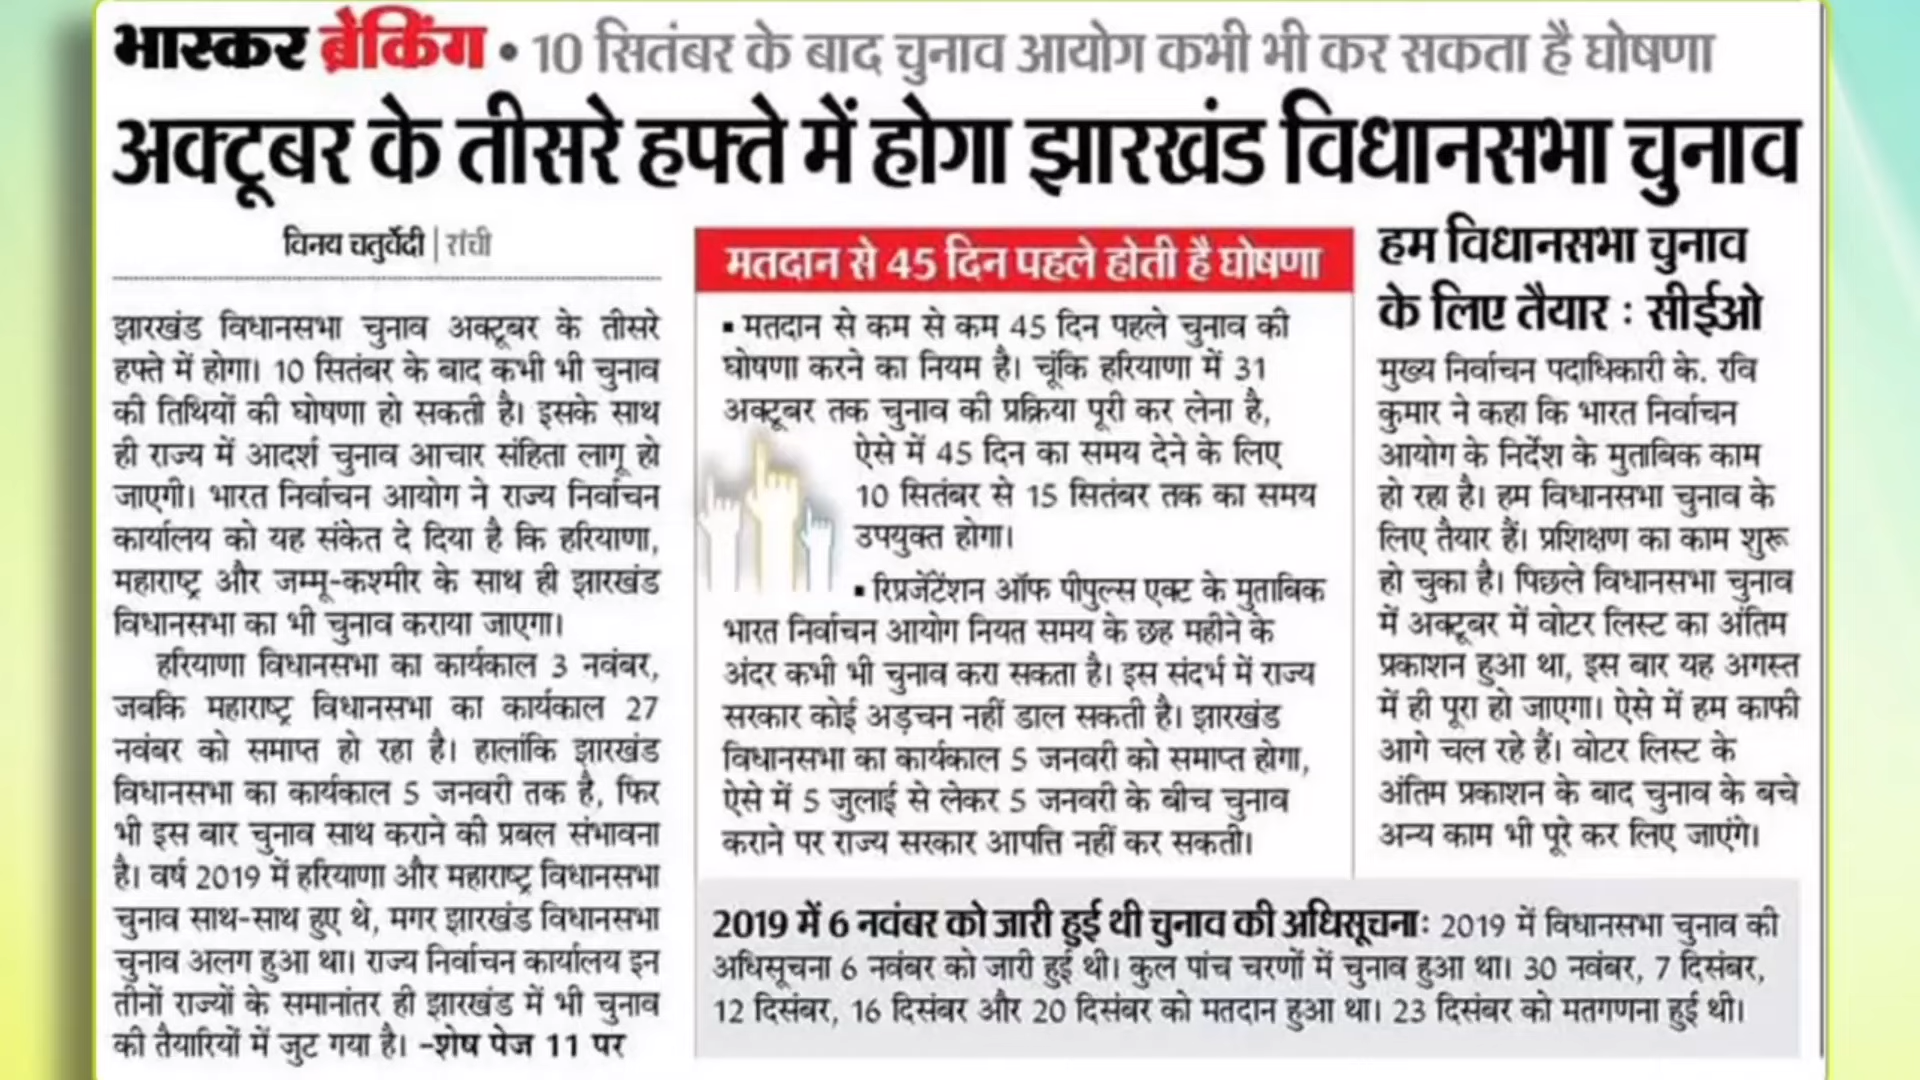 भास्कर ब्रेकिंग • 10 सितंबर के बाद चुनाव आयोग कभी भी कर सकता है घोषणा
अक्टूबर के तीसरे हफ्ते में होगा झारखंड विधानसभा चुनाव
विनय चतुर्वेदी | रांची
झारखंड विधानसभा चुनाव अक्टूबर के तीसरे
हफ्ते में होगा। 10 सितंबर के बाद कभी भी चुनाव
की तिथियों की घोषणा हो सकती है। इसके साथ
ही राज्य में आदर्श चुनाव आचार संहिता लागू हो
जाएगी। भारत निर्वाचन आयोग ने राज्य निर्वाचन
कार्यालय को यह संकेत दे दिया है कि हरियाणा,
महाराष्ट्र और जम्मू-कश्मीर के साथ ही झारखंड
विधानसभा का भी चुनाव कराया जाएगा।
हरियाणा विधानसभा का कार्यकाल 3 नवंबर,
जबकि महाराष्ट्र विधानसभा का कार्यकाल 27
नवंबर को समाप्त हो रहा है। हालांकि झारखंड
विधानसभा का कार्यकाल 5 जनवरी तक है, फिर
भी इस बार चुनाव साथ कराने की प्रबल संभावना
है। वर्ष 2019 में हरियाणा और महाराष्ट्र विधानसभा
चुनाव साथ-साथ हुए थे, मगर झारखंड विधानसभा
चुनाव अलग हुआ था। राज्य निर्वाचन कार्यालय इन
तीनों राज्यों के समानांतर ही झारखंड में भी चुनाव
की तैयारियों में जुट गया है। -शेष पेज 11 पर
मतदान से 45 दिन पहले होती है घोषणा
▪ मतदान से कम से कम 45 दिन पहले चुनाव की
घोषणा करने का नियम है। चूंकि हरियाणा में 31
अक्टूबर तक चुनाव की प्रक्रिया पूरी कर लेना है,
ऐसे में 45 दिन का समय देने के लिए
10 सितंबर से 15 सितंबर तक का समय
उपयुक्त होगा।
▪ रिप्रजेंटेंशन ऑफ पीपुल्स एक्ट के मुताबिक
भारत निर्वाचन आयोग नियत समय के छह महीने के
अंदर कभी भी चुनाव करा सकता है। इस संदर्भ में राज्य
सरकार कोई अड़चन नहीं डाल सकती है। झारखंड
विधानसभा का कार्यकाल 5 जनवरी को समाप्त होगा,
ऐसे में 5 जुलाई से लेकर 5 जनवरी के बीच चुनाव
कराने पर राज्य सरकार आपत्ति नहीं कर सकती।
हम विधानसभा चुनाव
के लिए तैयार : सीईओ
मुख्य निर्वाचन पदाधिकारी के. रवि
कुमार ने कहा कि भारत निर्वाचन
आयोग के निर्देश के मुताबिक काम
हो रहा है। हम विधानसभा चुनाव के
लिए तैयार हैं। प्रशिक्षण का काम शुरू
हो चुका है। पिछले विधानसभा चुनाव
में अक्टूबर में वोटर लिस्ट का अंतिम
प्रकाशन हुआ था, इस बार यह अगस्त
में ही पूरा हो जाएगा। ऐसे में हम काफी
आगे चल रहे हैं। वोटर लिस्ट के
अंतिम प्रकाशन के बाद चुनाव के बचे
अन्य काम भी पूरे कर लिए जाएंगे।
2019 में 6 नवंबर को जारी हुई थी चुनाव की अधिसूचना: 2019 में विधानसभा चुनाव की
अधिसूचना 6 नवंबर को जारी हुई थी। कुल पांच चरणों में चुनाव हुआ था। 30 नवंबर, 7 दिसंबर,
12 दिसंबर, 16 दिसंबर और 20 दिसंबर को मतदान हुआ था। 23 दिसंबर को मतगणना हुई थी।